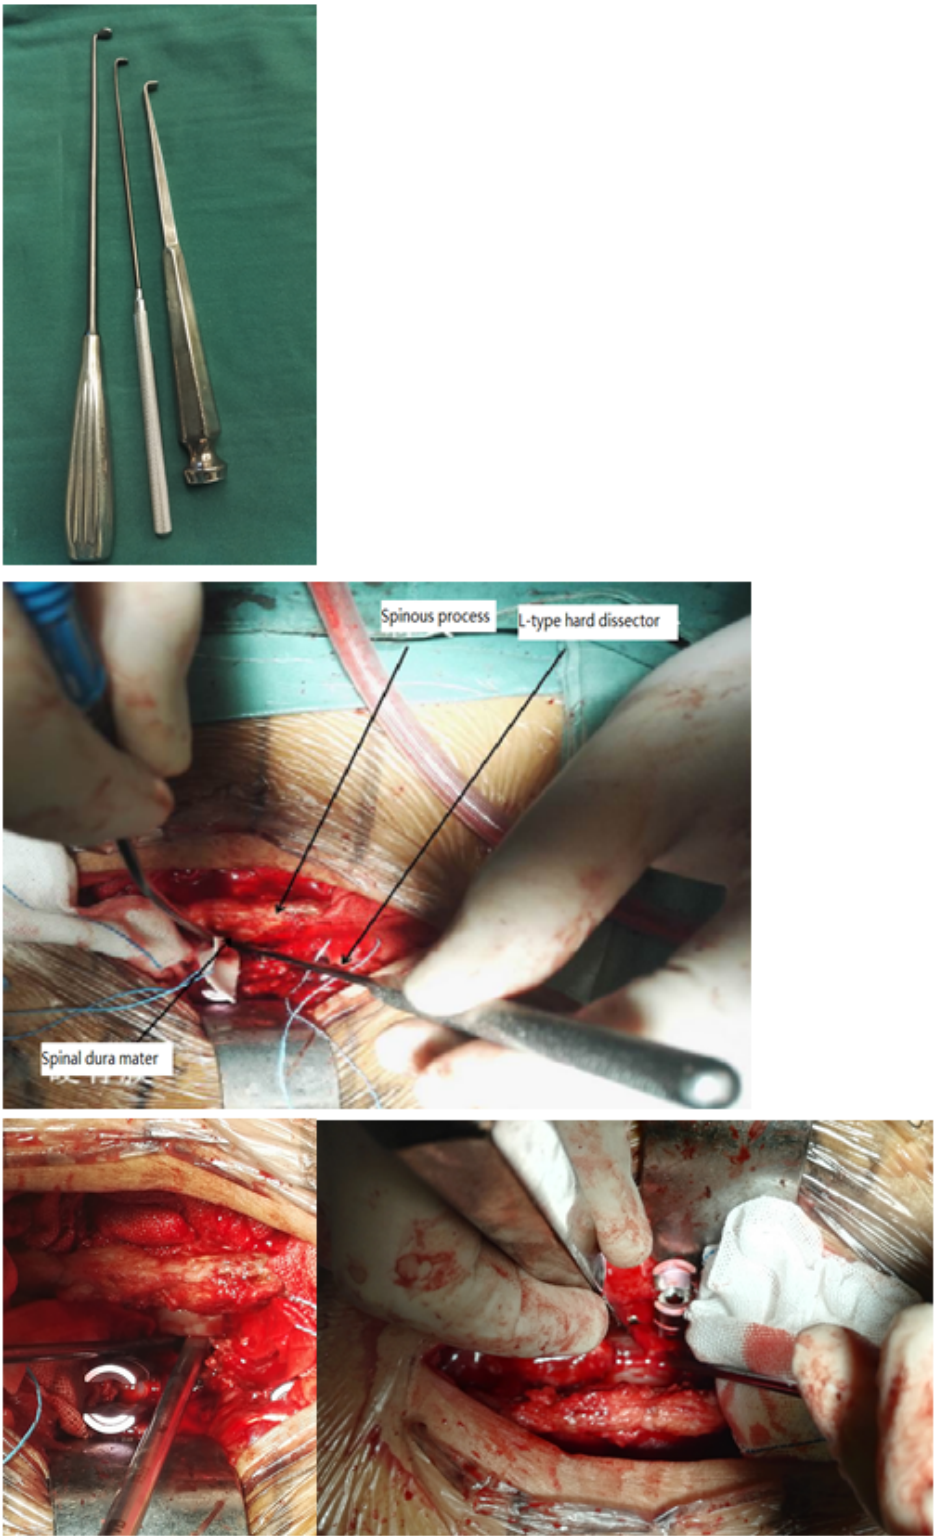 Spinous process
L-type hard dissector
Spinal dura mater